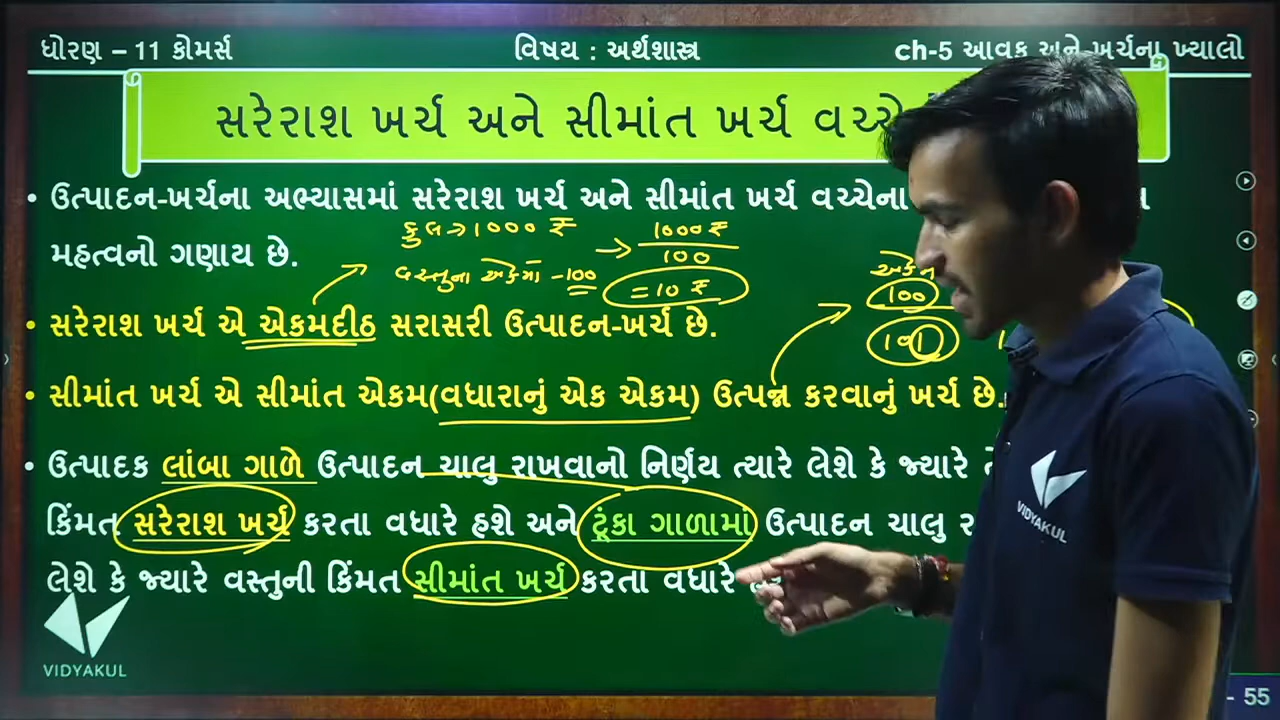 ધોરણ – 11 કોમર્સ
વિષય : અર્થશાસ્ત્ર
ch-5 આવક અને ખર્ચના ખ્યાલો
સરેરાશ ખર્ચ અને સીમાંત ખર્ચ વચ્ચે
• ઉત્પાદન-ખર્ચના અભ્યાસમાં સરેરાશ ખર્ચ અને સીમાંત ખર્ચ વચ્ચેના
મહત્વનો ગણાય છે.
કુલ → 1000 ₹
→ 1000 ₹
100
વસ્તુના એકમો – 100
= 10 ₹
એકમ
100
101
• સરેરાશ ખર્ચ એ એકમદીઠ સરાસરી ઉત્પાદન-ખર્ચ છે.
• સીમાંત ખર્ચ એ સીમાંત એકમ(વધારાનું એક એકમ) ઉત્પન્ન કરવાનું ખર્ચ છે.
• ઉત્પાદક લાંબા ગાળે ઉત્પાદન ચાલુ રાખવાનો નિર્ણય ત્યારે લેશે કે જ્યારે
કિંમત સરેરાશ ખર્ચ કરતા વધારે હશે અને ટૂંકા ગાળામાં ઉત્પાદન ચાલુ
લેશે કે જ્યારે વસ્તુની કિંમત સીમાંત ખર્ચ કરતા વધારે
VIDYAKUL
VIDYAKUL
- 55